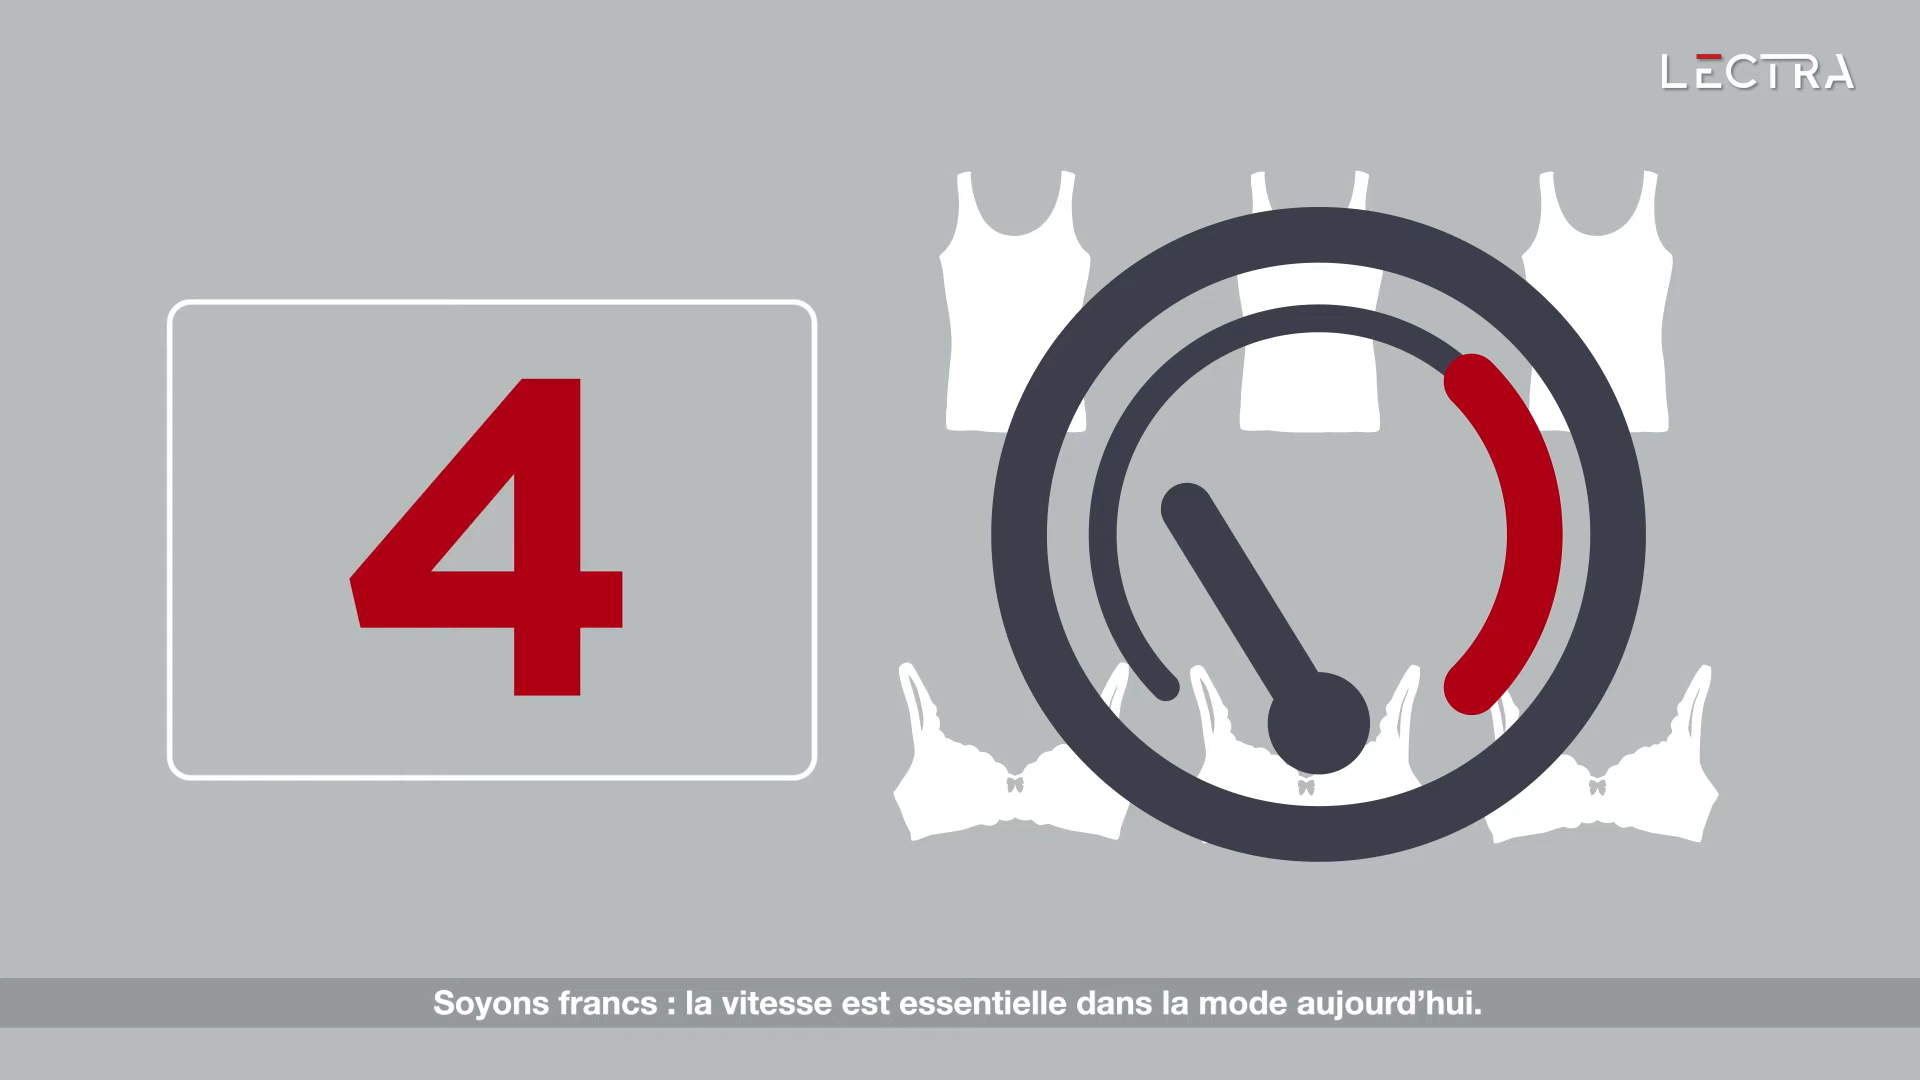 LECTRA
4
Soyons francs : la vitesse est essentielle dans la mode aujourd’hui.